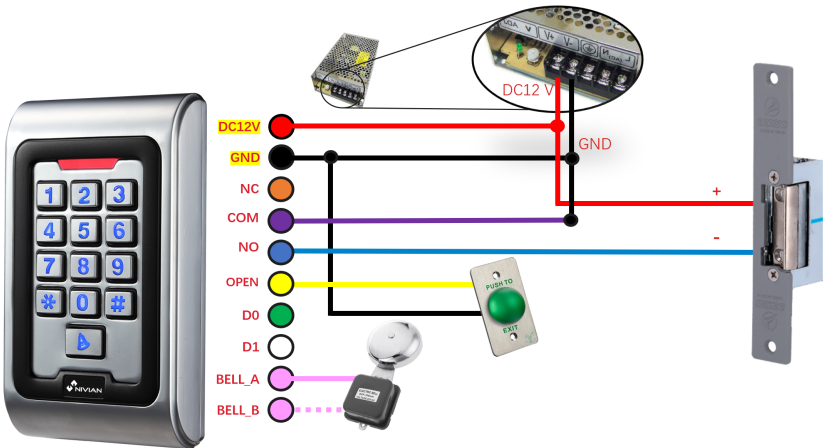 DC12 V
GND
DC12V
GND
NC
COM
NO
OPEN
D0
D1
BELL_A
BELL_B
+
-
1 2 3
4 5 6
7 8 9
* 0 #
NIVIAN
PUSH TO
EXIT
V+ V-